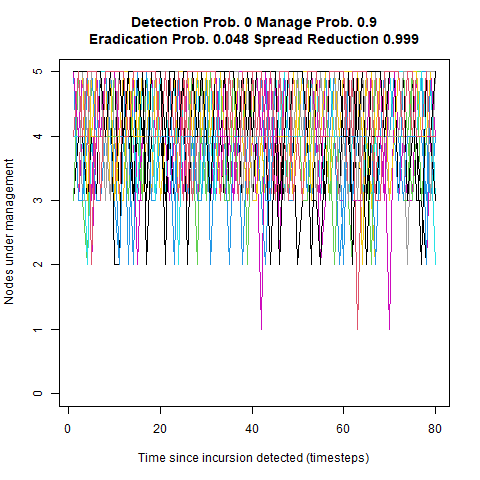 Detection Prob. 0 Manage Prob. 0.9
Eradication Prob. 0.048 Spread Reduction 0.999
Nodes under management
5
4
3
2
1
0
0 20 40 60 80
Time since incursion detected (timesteps)